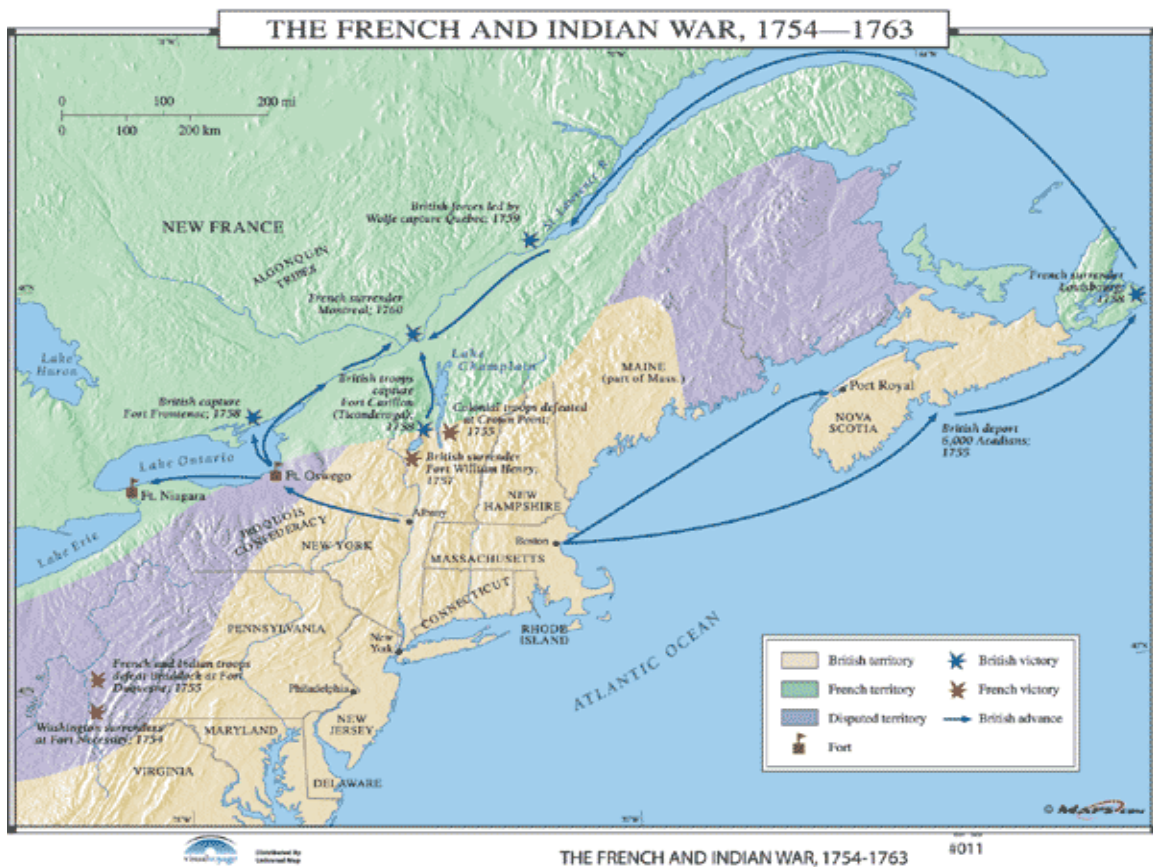 THE FRENCH AND INDIAN WAR, 1754—1763
0 100 200 mi
0 100 200 km
NEW FRANCE
ALGONQUIN
TRIBES
British forces led by
Wolfe capture Québec; 1759
St. Lawrence R.
French surrender
Montreal; 1760
French surrender
Louisbourg;
1758
Lake
Huron
Lake
Champlain
British capture
Fort Frontenac; 1758
British troops
capture
Fort Carillon
(Ticonderoga);
1758
Colonial troops defeated
at Crown Point;
1755
British surrender
Fort William Henry;
1757
MAINE
(part of Mass.)
Port Royal
NOVA
SCOTIA
British deport
6,000 Acadians;
1755
Lake Ontario
Ft. Oswego
Ft. Niagara
Lake Erie
IROQUOIS
CONFEDERACY
NEW YORK
Albany
NEW
HAMPSHIRE
Boston
MASSACHUSETTS
CONNECTICUT
RHODE
ISLAND
PENNSYLVANIA
New
York
Philadelphia
NEW
JERSEY
MARYLAND
DELAWARE
VIRGINIA
French and Indian troops
defeat Braddock at Fort
Duquesne; 1755
Washington surrenders
at Fort Necessity; 1754
ATLANTIC OCEAN
British territory
French territory
Disputed territory
Fort
British victory
French victory
British advance
© MAPS.com
Distributed By
Universal Map
THE FRENCH AND INDIAN WAR, 1754-1763
#011